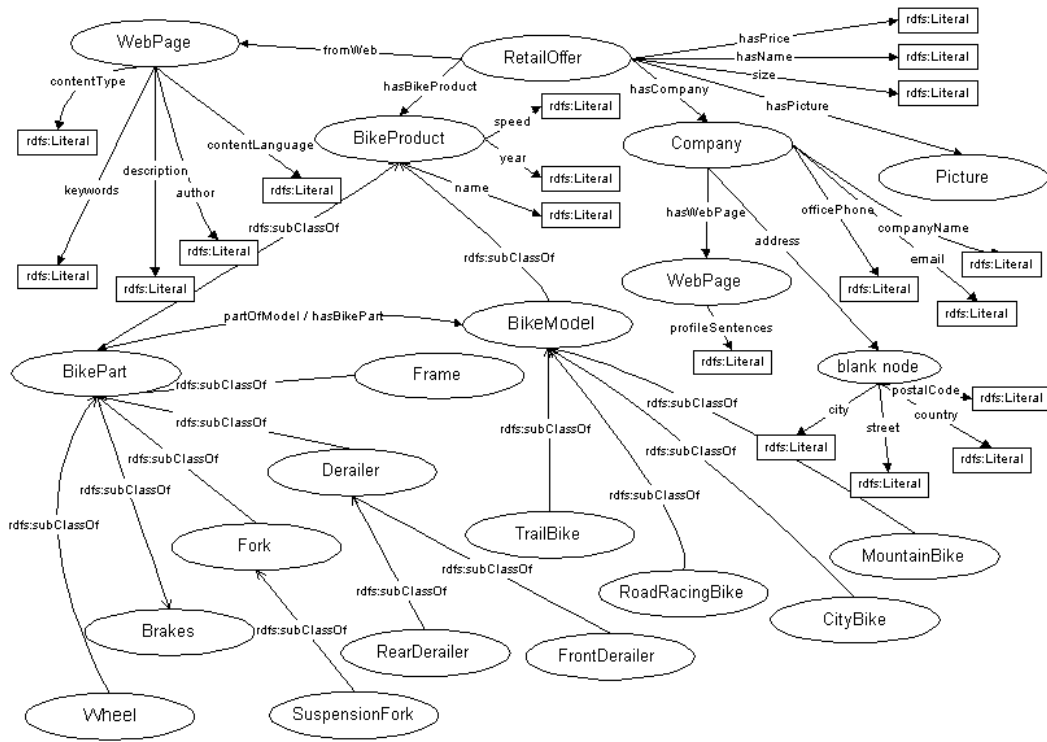 hasPrice
rdfs:Literal
WebPage
fromWeb
RetailOffer
hasName
rdfs:Literal
size
rdfs:Literal
contentType
hasBikeProduct
hasCompany
hasPicture
rdfs:Literal
speed
rdfs:Literal
BikeProduct
Company
contentLanguage
year
description
rdfs:Literal
rdfs:Literal
Picture
keywords
author
name
rdfs:Literal
hasWebPage
officePhone
rdfs:subClassOf
companyName
address
rdfs:Literal
rdfs:subClassOf
email
rdfs:Literal
rdfs:Literal
rdfs:Literal
WebPage
rdfs:Literal
rdfs:Literal
partOfModel / hasBikePart
BikeModel
profileSentences
rdfs:Literal
BikePart
rdfs:subClassOf
Frame
blank node
postalCode
rdfs:Literal
rdfs:subClassOf
city
country
rdfs:subClassOf
street
rdfs:subClassOf
rdfs:Literal
rdfs:Literal
rdfs:subClassOf
rdfs:subClassOf
Derailer
rdfs:subClassOf
rdfs:Literal
rdfs:subClassOf
rdfs:subClassOf
rdfs:subClassOf
TrailBike
Fork
MountainBike
rdfs:subClassOf
rdfs:subClassOf
RoadRacingBike
CityBike
Brakes
rdfs:subClassOf
RearDerailer
FrontDerailer
Wheel
SuspensionFork